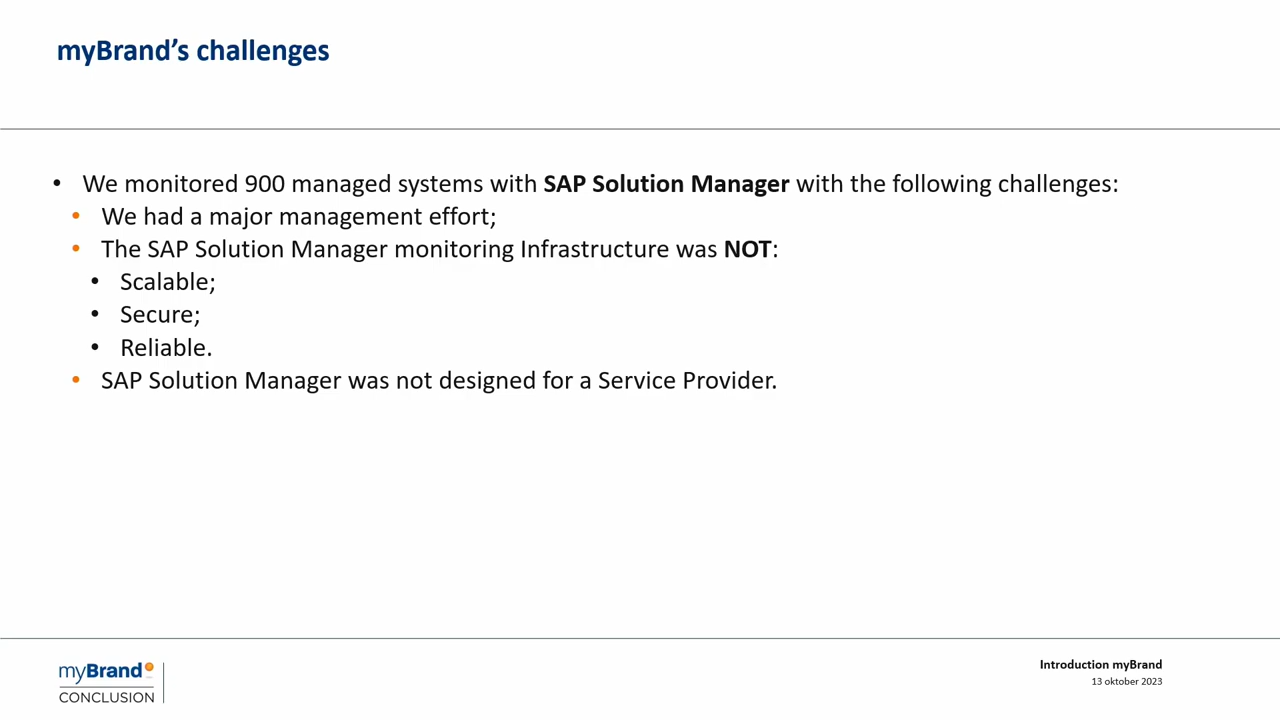 myBrand’s challenges
• We monitored 900 managed systems with SAP Solution Manager with the following challenges:
• We had a major management effort;
• The SAP Solution Manager monitoring Infrastructure was NOT:
• Scalable;
• Secure;
• Reliable.
• SAP Solution Manager was not designed for a Service Provider.
myBrand
CONCLUSION
Introduction myBrand
13 oktober 2023